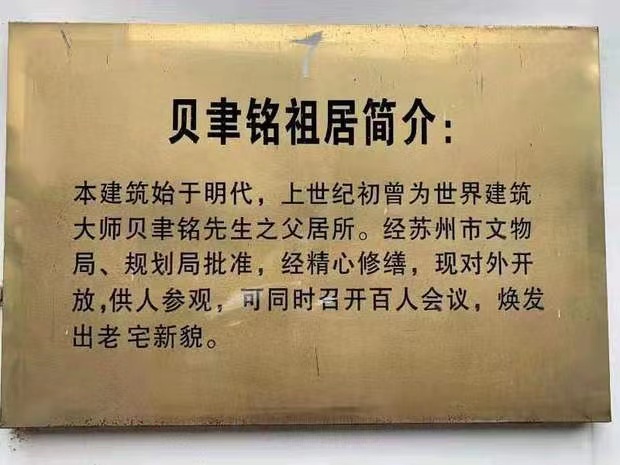 贝聿铭祖居简介：
本建筑始于明代，上世纪初曾为世界建筑
大师贝聿铭先生之父居所。经苏州市文物
局、规划局批准，经精心修缮，现对外开
放,供人参观，可同时召开百人会议，焕发
出老宅新貌。